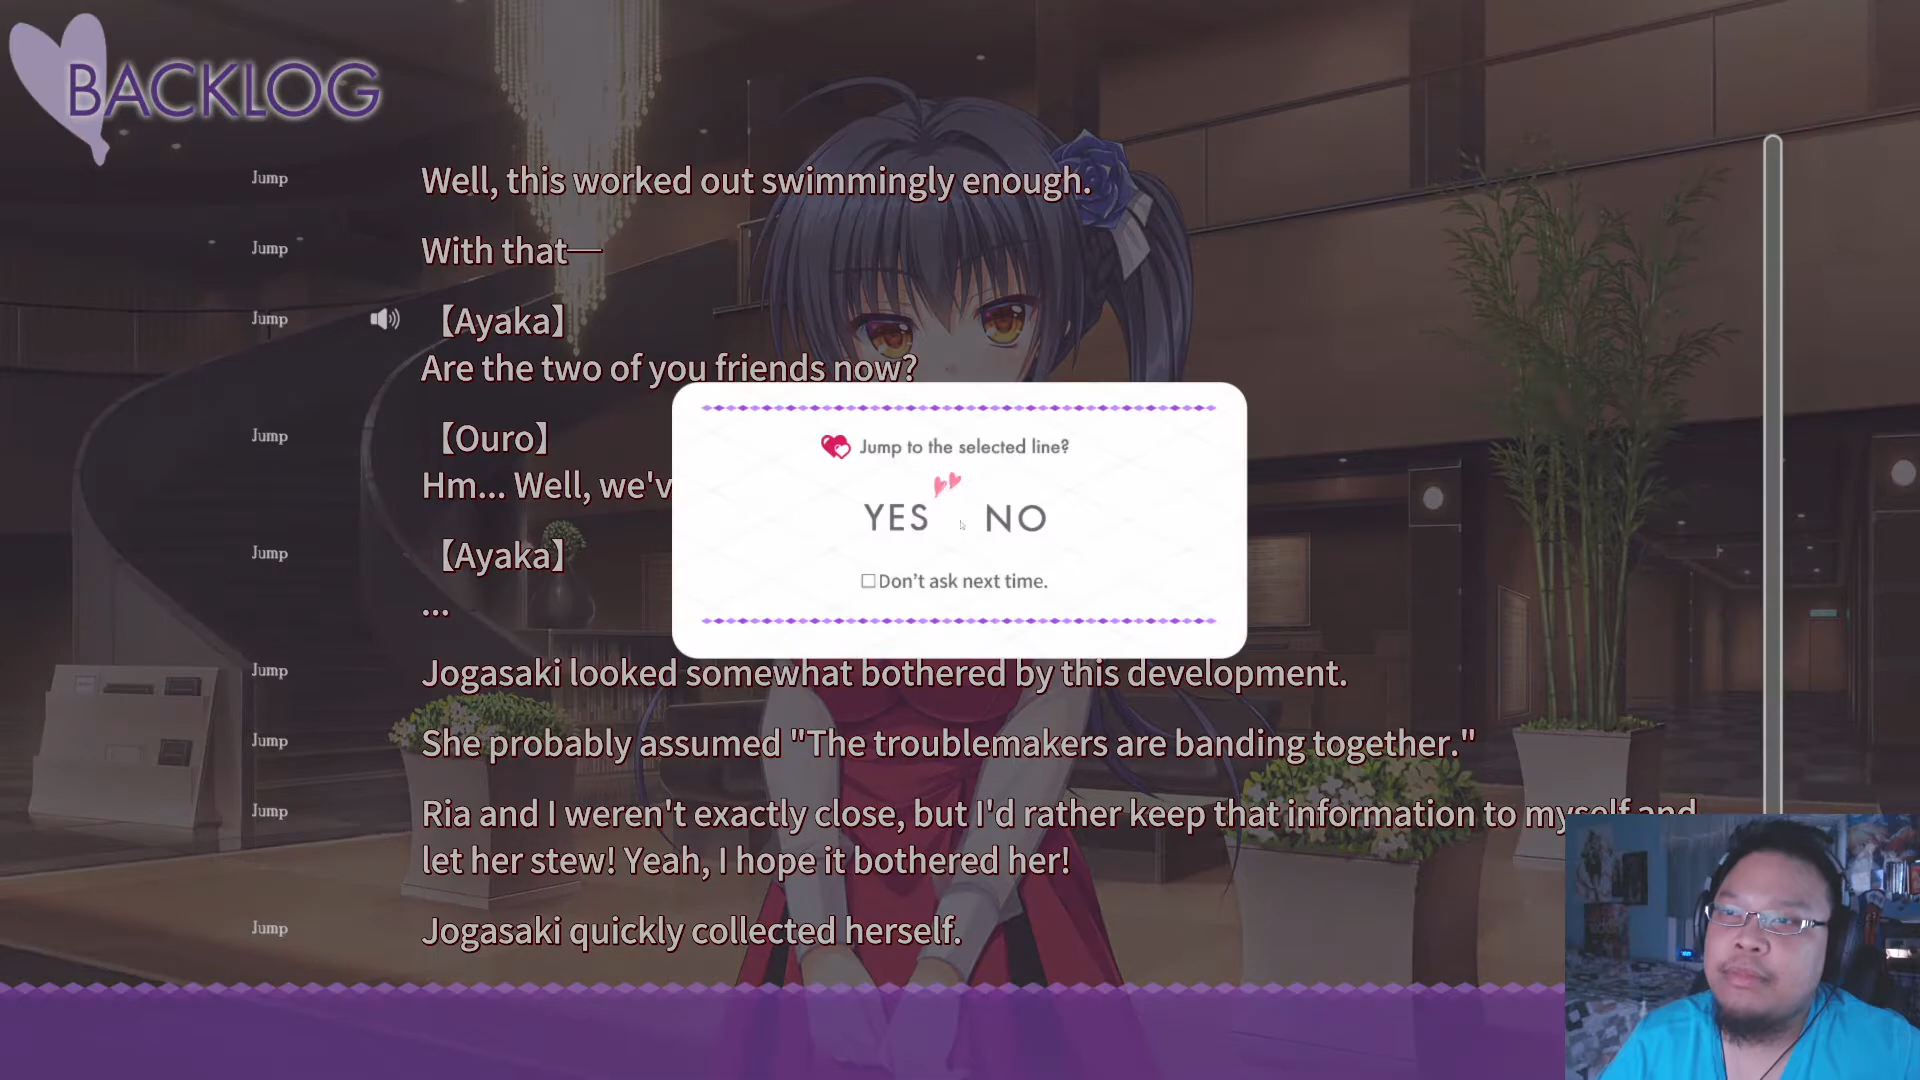 BACKLOG
Jump
Well, this worked out swimmingly enough.
Jump
With that—
Jump
【Ayaka】
Are the two of you friends now?
Jump
【Ouro】
Hm... Well, we'v
Jump
【Ayaka】
...
Jump to the selected line?
YES
NO
Don't ask next time.
Jump
Jogasaki looked somewhat bothered by this development.
Jump
She probably assumed "The troublemakers are banding together."
Jump
Ria and I weren't exactly close, but I'd rather keep that information to myself and
let her stew! Yeah, I hope it bothered her!
Jump
Jogasaki quickly collected herself.